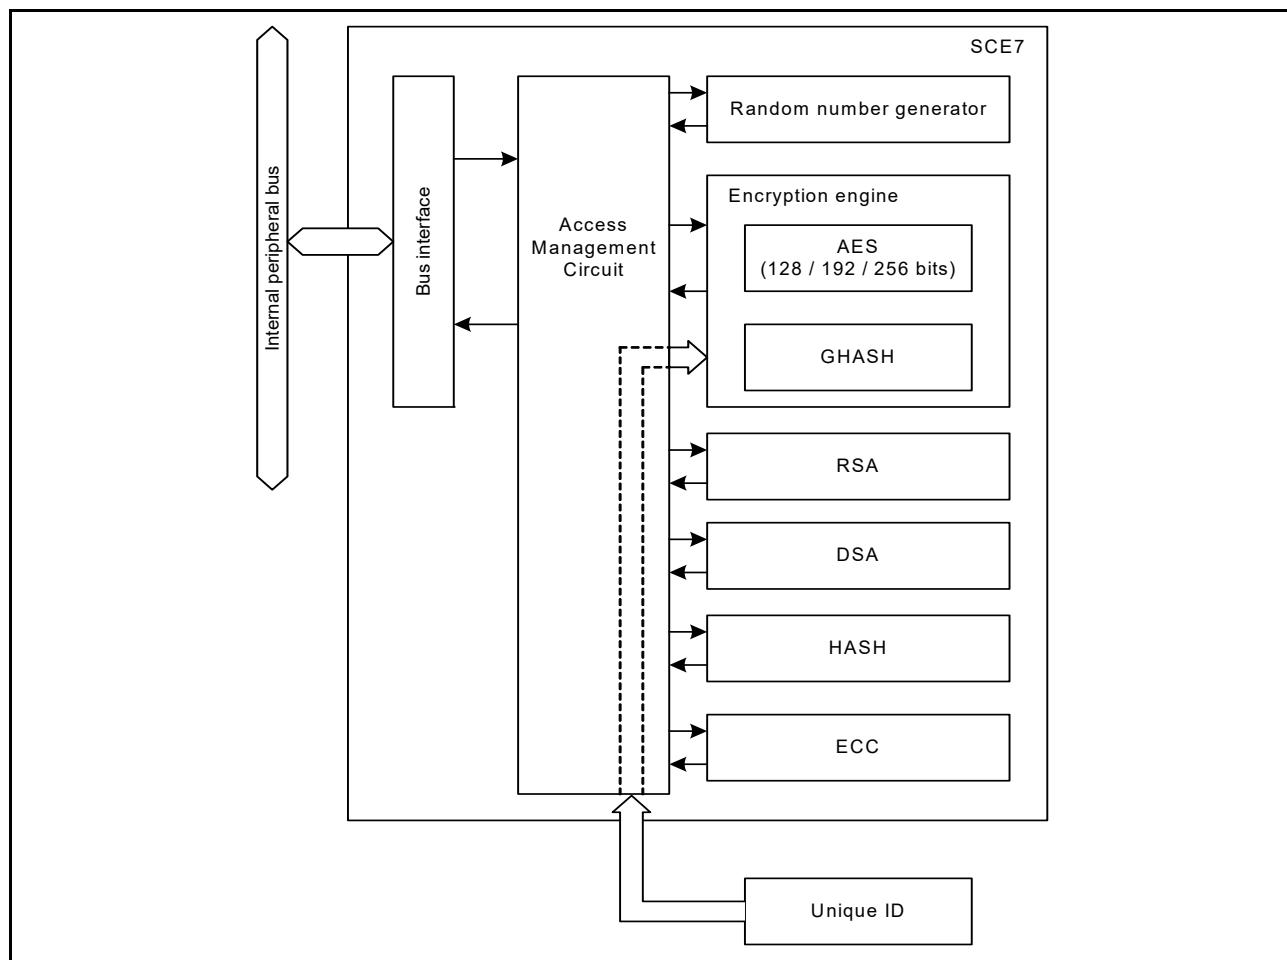 SCE7
Internal peripheral bus
Bus interface
Access
Management
Circuit
Random number generator
Encryption engine
AES
(128 / 192 / 256 bits)
GHASH
RSA
DSA
HASH
ECC
Unique ID